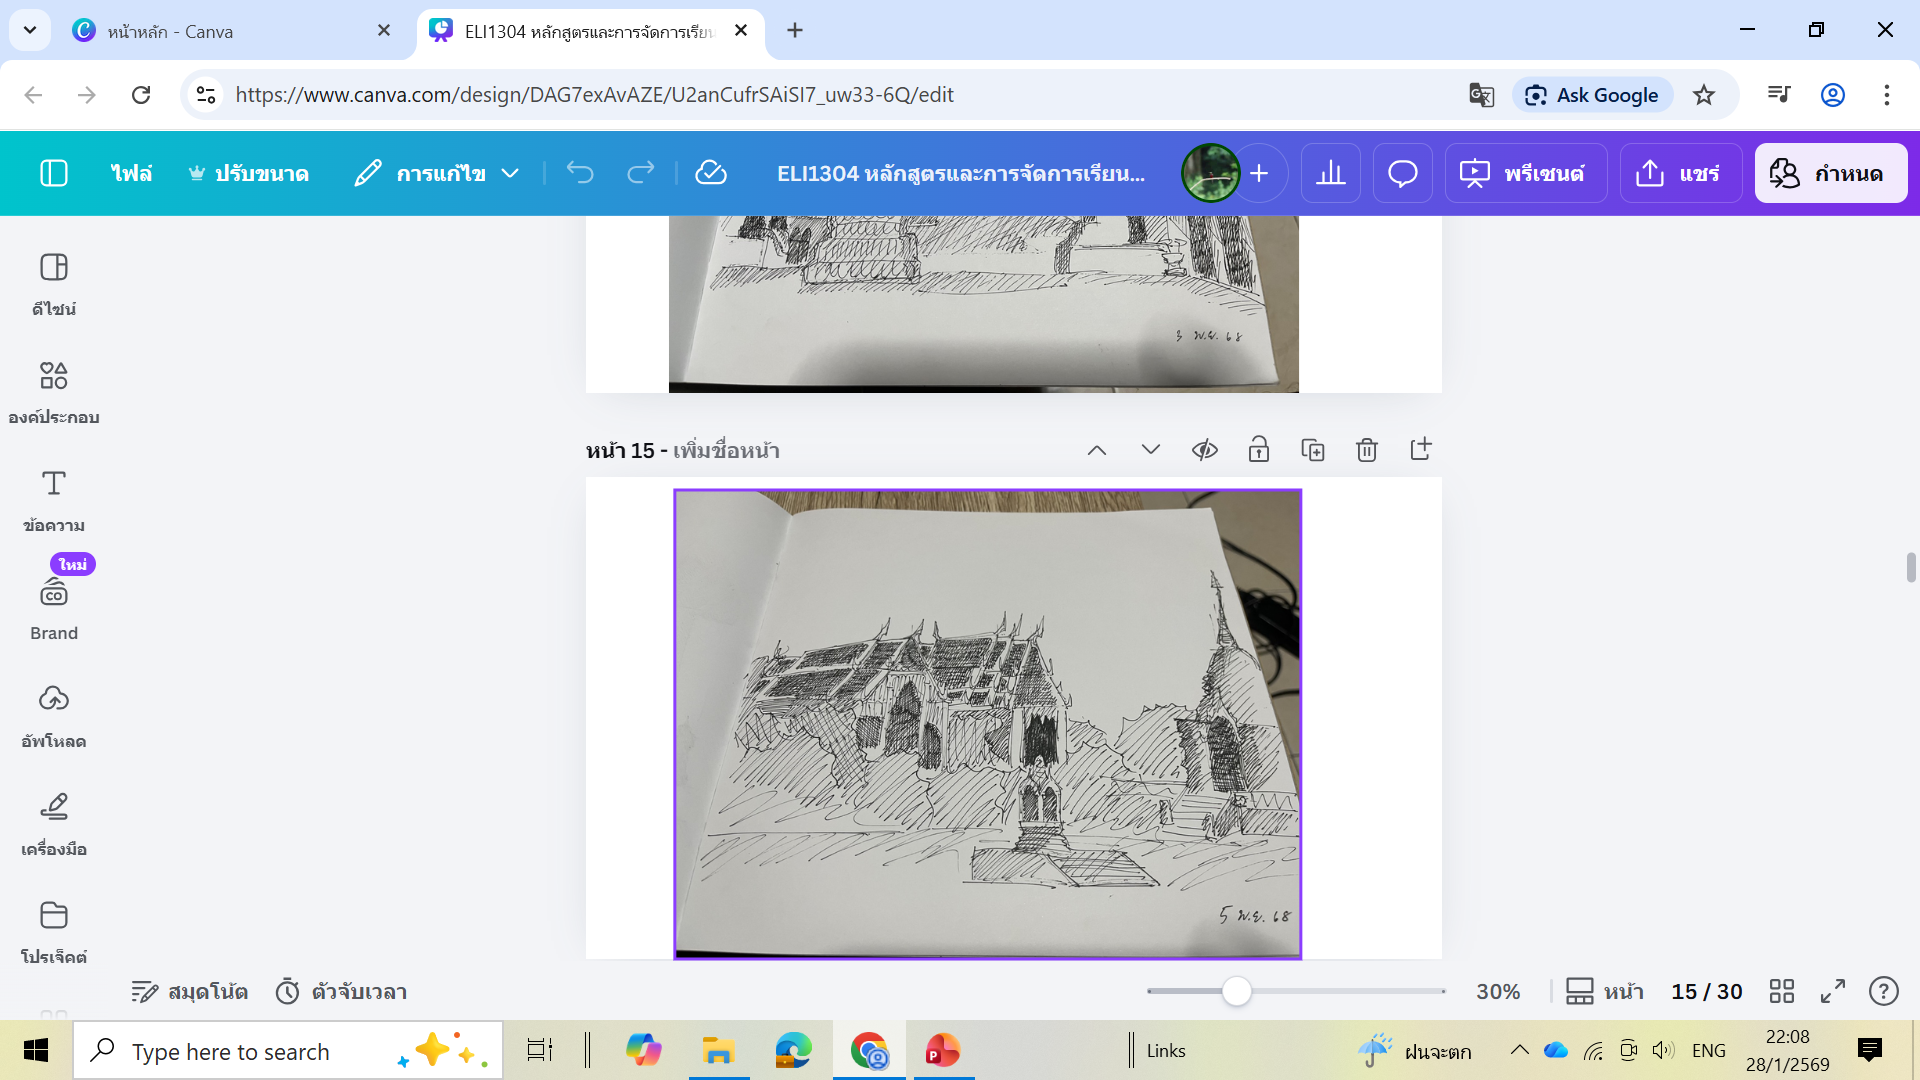 หน้าหลัก - Canva
ELI1304 หลักสูตรและการจัดการเรียน
https://www.canva.com/design/DAG7exAvAZE/U2anCufrSAiSI7_uw33-6Q/edit
Ask Google
ไฟล์
ปรับขนาด
การแก้ไข
ELI1304 หลักสูตรและการจัดการเรียน...
พรีเซนต์
แชร์
กำหนด
ดีไซน์
องค์ประกอบ
ข้อความ
ใหม่
CO
Brand
อัพโหลด
เครื่องมือ
โปรเจ็คต์
3 พ.ย. 68
หน้า 15 - เพิ่มชื่อหน้า
5 พ.ย. 68
สมุดโน้ต
ตัวจับเวลา
30%
หน้า
15 / 30
Type here to search
Links
ฝนจะตก
ENG
22:08
28/1/2569